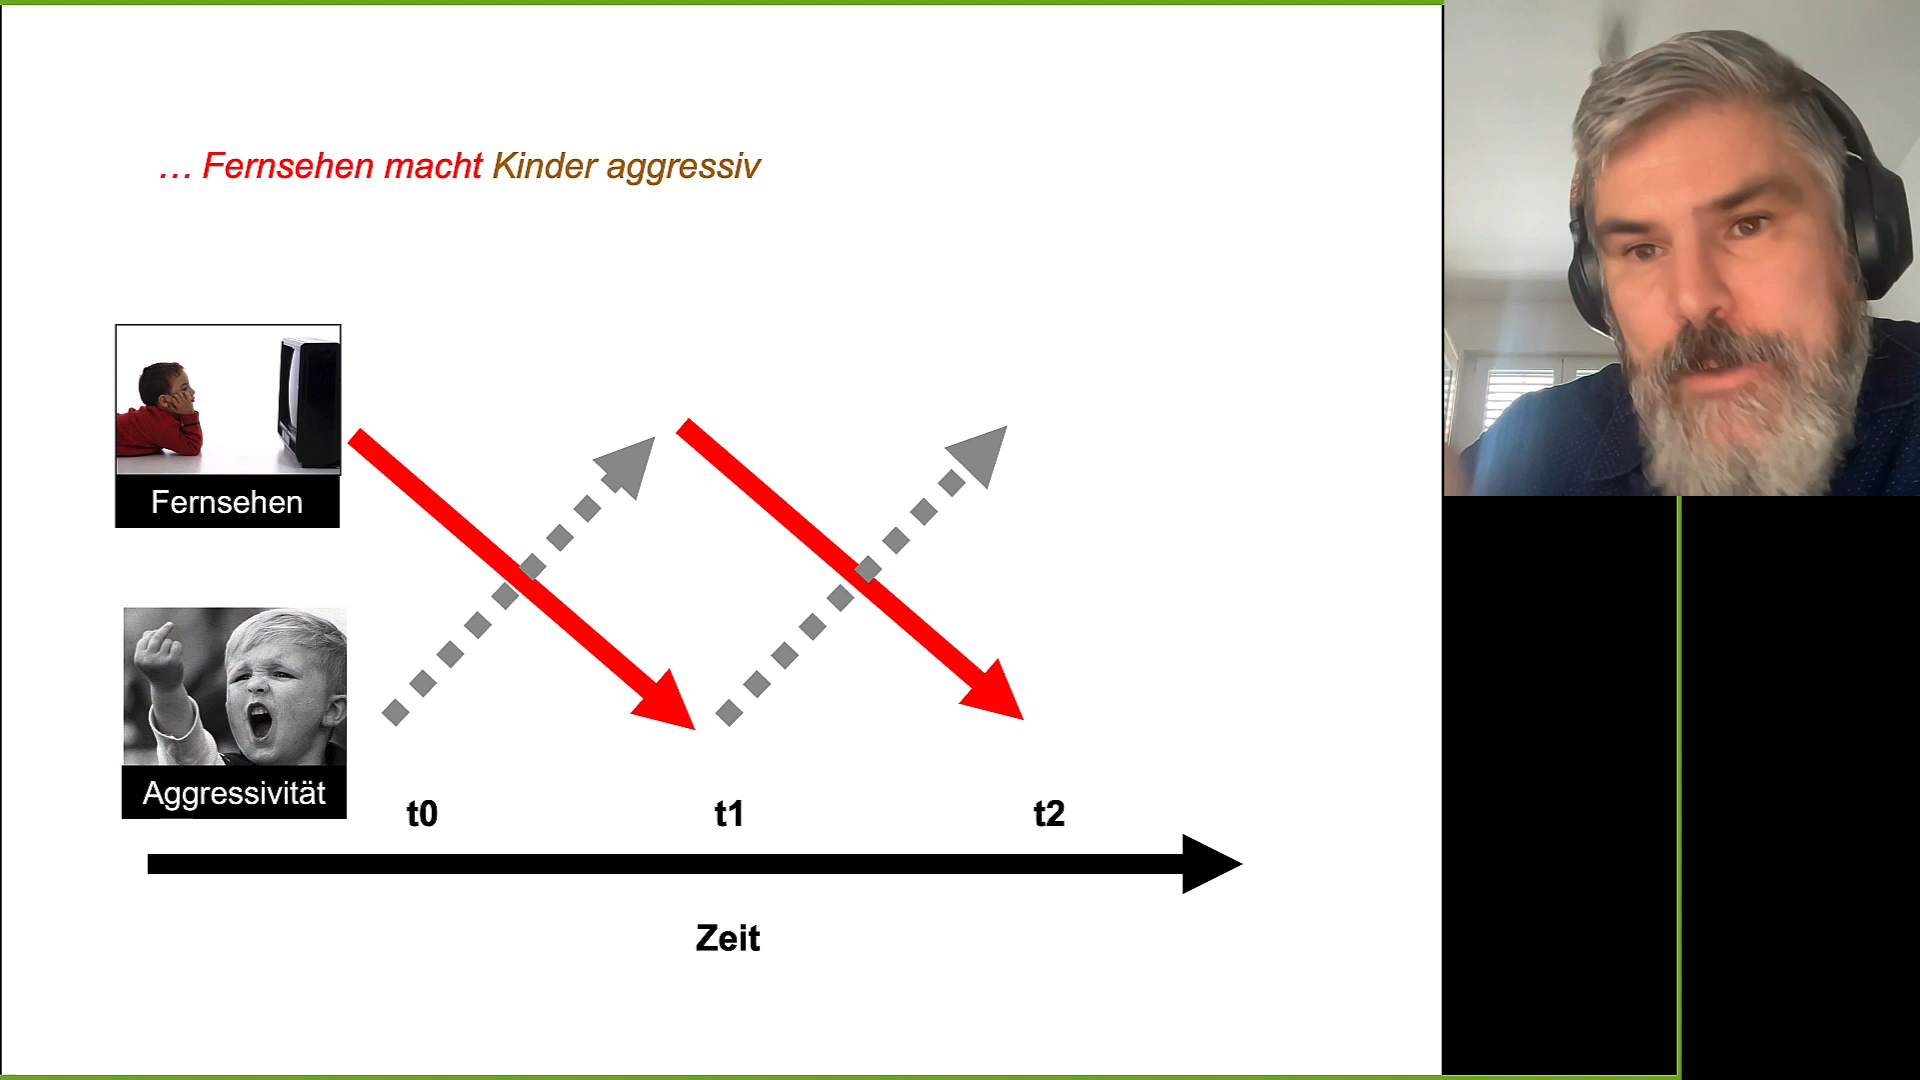 … Fernsehen macht Kinder aggressiv
Fernsehen
Aggressivität
t0 t1 t2
Zeit